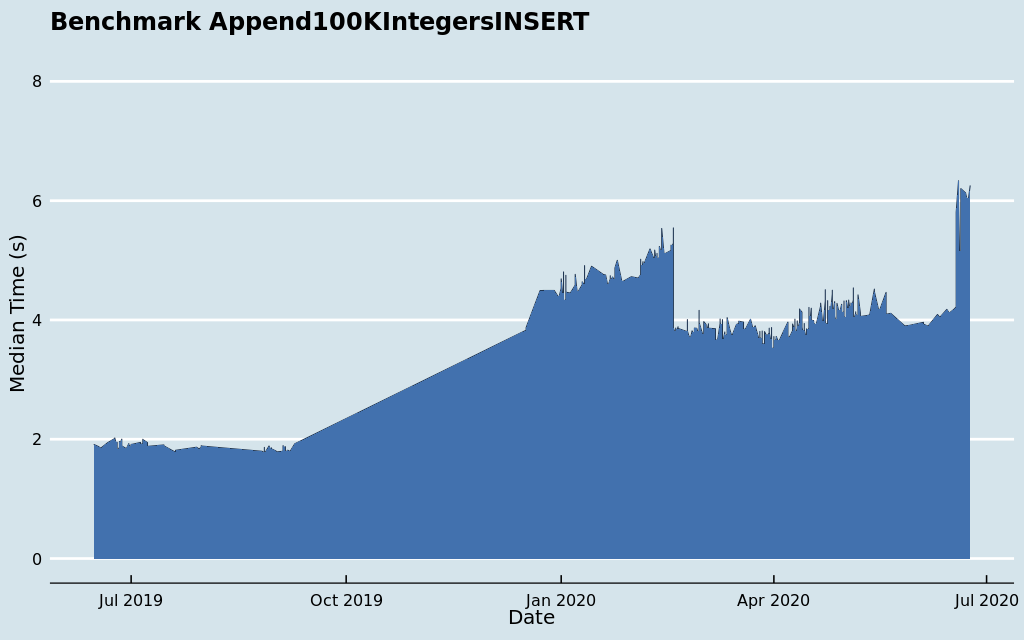 Benchmark Append100KIntegersINSERT
8
6
4
2
0
Median Time (s)
Jul 2019 Oct 2019 Jan 2020 Apr 2020 Jul 2020
Date